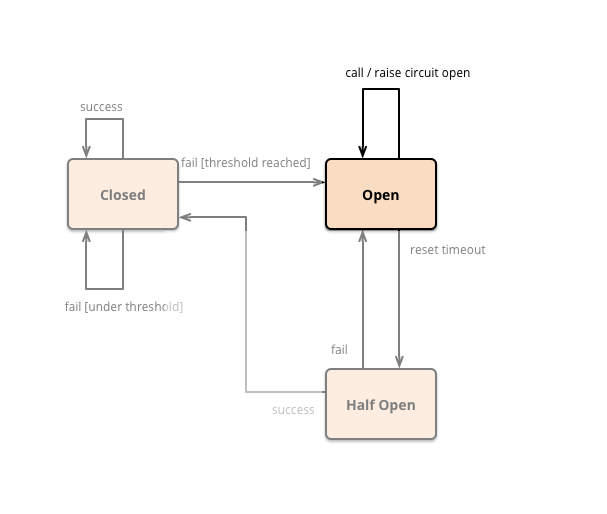 call / raise circuit open
success
fail [threshold reached]
Closed
Open
reset timeout
fail [under threshold]
fail
Half Open
success